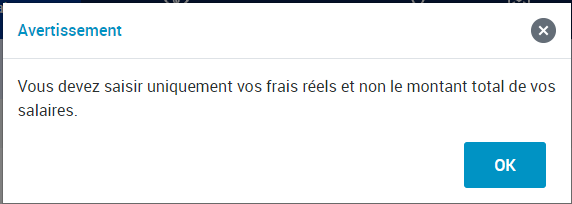 Avertissement
Vous devez saisir uniquement vos frais réels et non le montant total de vos
salaires.
OK